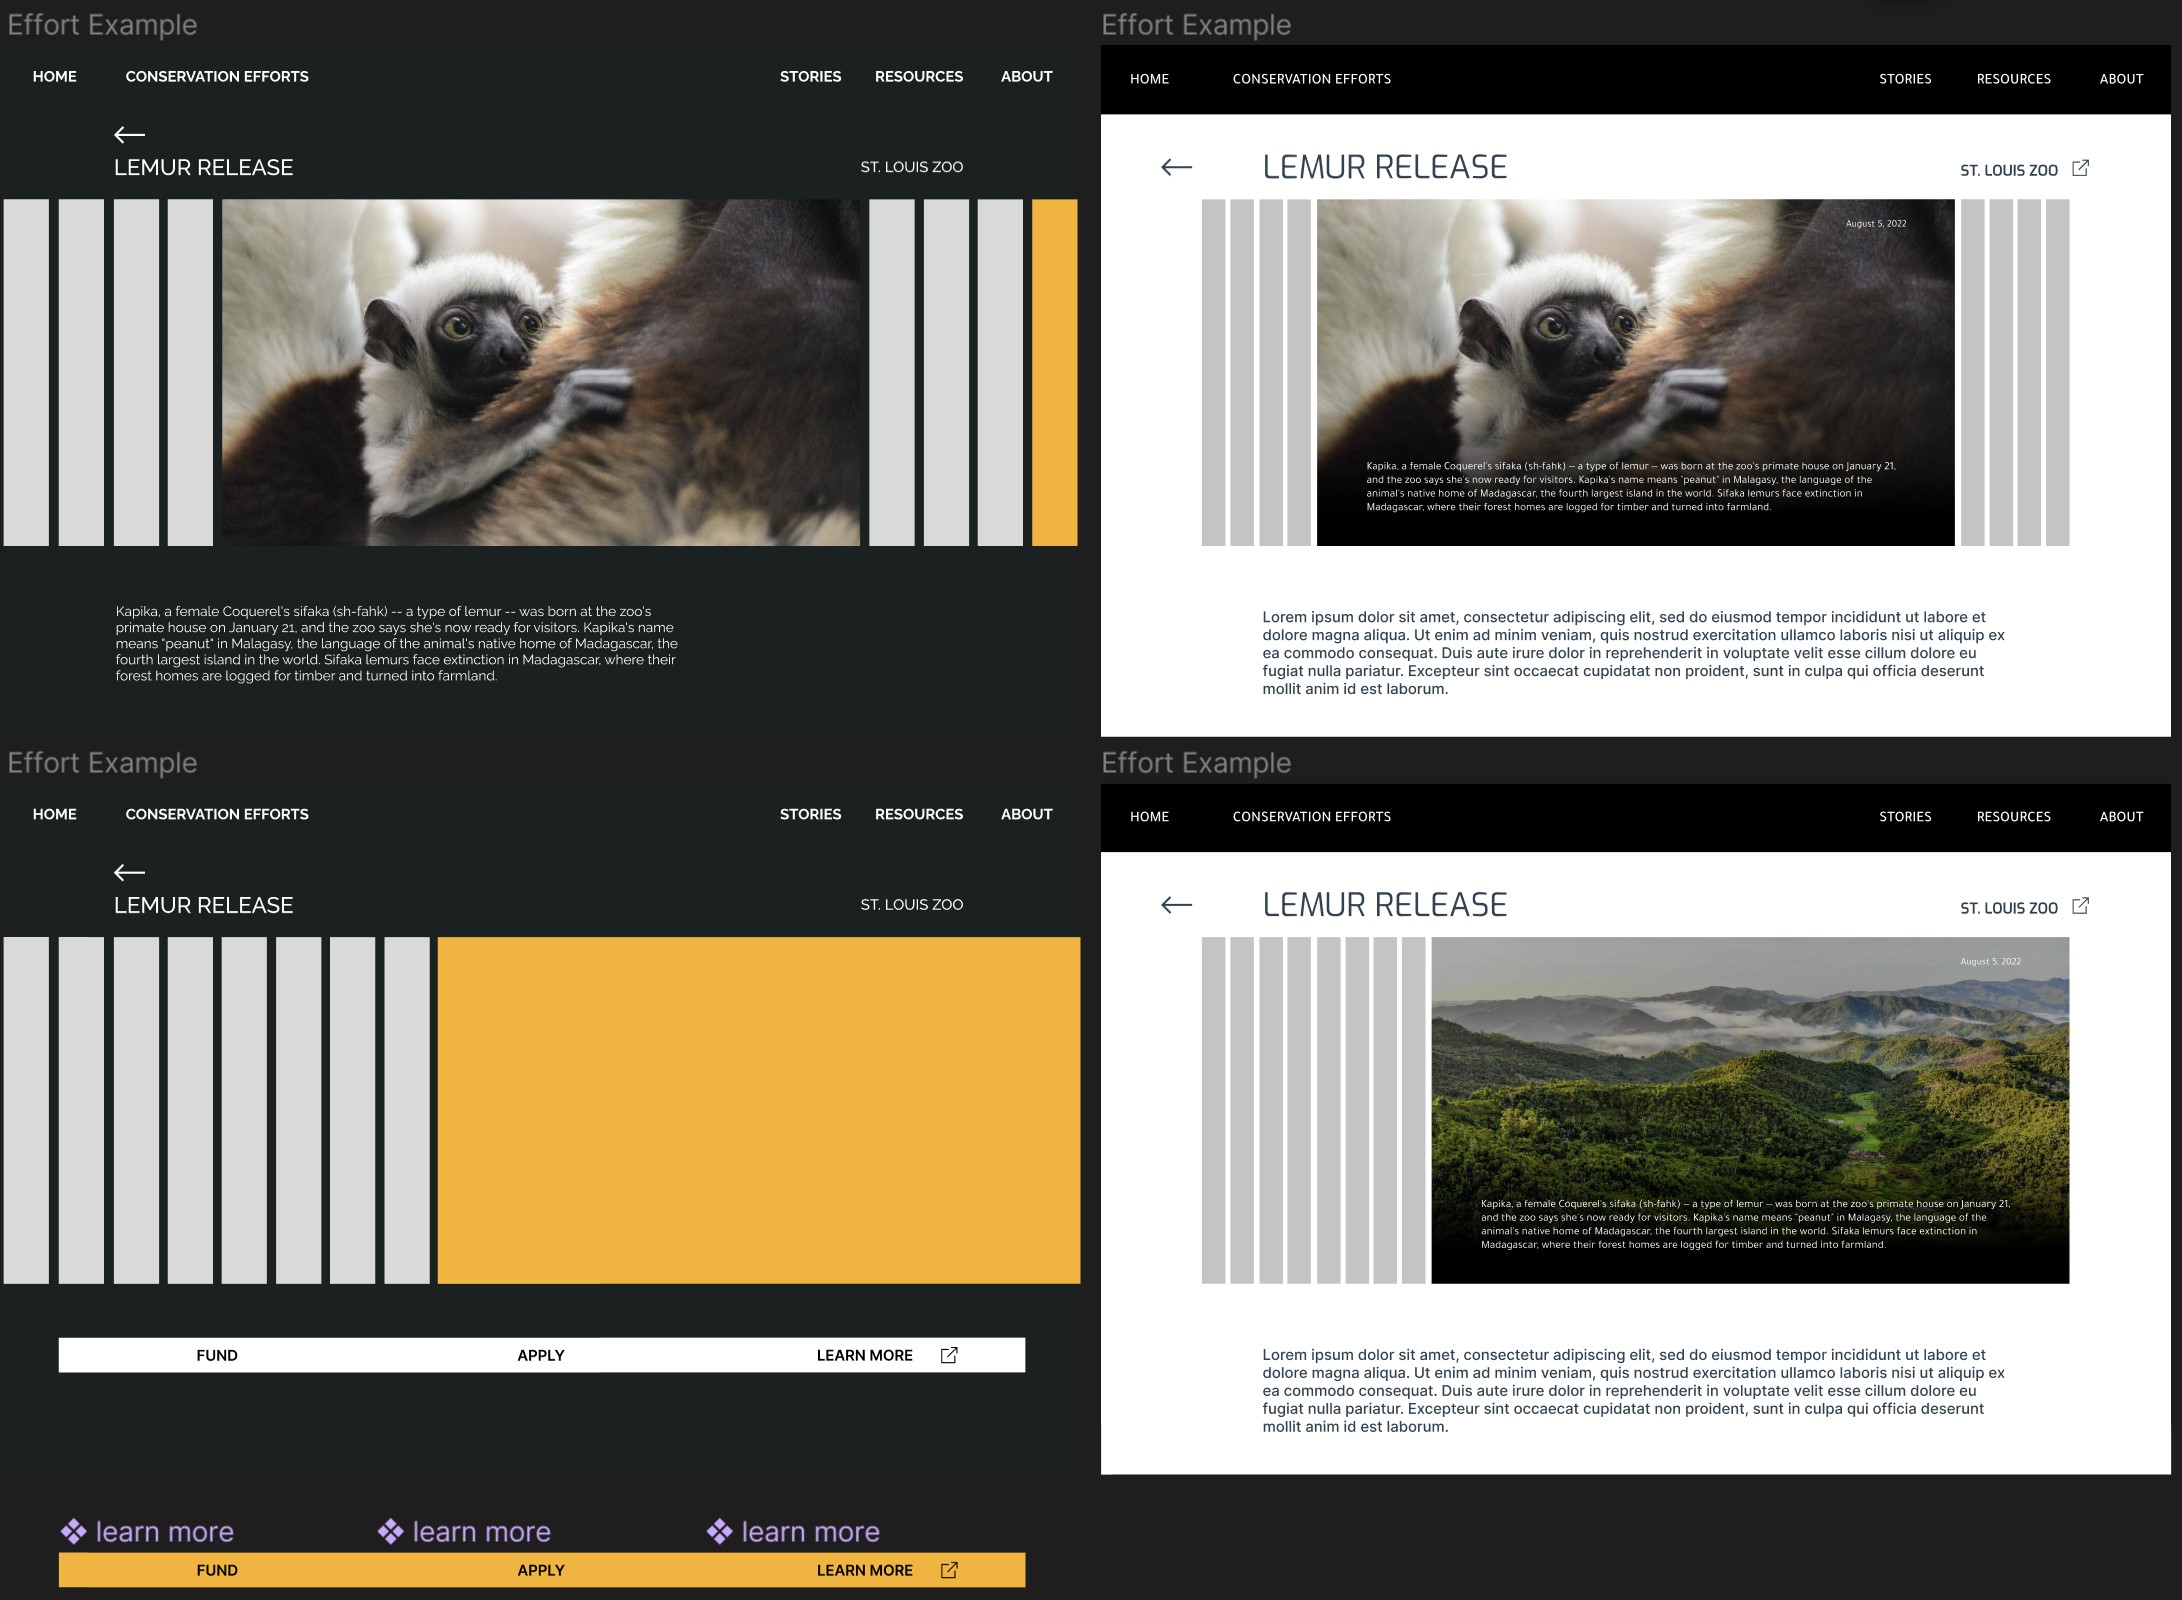 Effort Example
HOME CONSERVATION EFFORTS STORIES RESOURCES ABOUT
LEMUR RELEASE ST. LOUIS ZOO
Kapika, a female Coquerel's sifaka (sh-fahk) -- a type of lemur -- was born at the zoo's
primate house on January 21, and the zoo says she's now ready for visitors. Kapika's name
means "peanut" in Malagasy, the language of the animal's native home of Madagascar, the
fourth largest island in the world. Sifaka lemurs face extinction in Madagascar, where their
forest homes are logged for timber and turned into farmland.
Effort Example
HOME CONSERVATION EFFORTS STORIES RESOURCES ABOUT
LEMUR RELEASE ST. LOUIS ZOO
August 5, 2022
Kapika, a female Coquerel's sifaka (sh-fahk) -- a type of lemur -- was born at the zoo's primate house on January 21,
and the zoo says she's now ready for visitors. Kapika's name means "peanut" in Malagasy, the language of the
animal's native home of Madagascar, the fourth largest island in the world. Sifaka lemurs face extinction in
Madagascar, where their forest homes are logged for timber and turned into farmland.
Lorem ipsum dolor sit amet, consectetur adipiscing elit, sed do eiusmod tempor incididunt ut labore et
dolore magna aliqua. Ut enim ad minim veniam, quis nostrud exercitation ullamco laboris nisi ut aliquip ex
ea commodo consequat. Duis aute irure dolor in reprehenderit in voluptate velit esse cillum dolore eu
fugiat nulla pariatur. Excepteur sint occaecat cupidatat non proident, sunt in culpa qui officia deserunt
mollit anim id est laborum.
Effort Example
HOME CONSERVATION EFFORTS STORIES RESOURCES ABOUT
LEMUR RELEASE ST. LOUIS ZOO
FUND APPLY LEARN MORE
Effort Example
HOME CONSERVATION EFFORTS STORIES RESOURCES ABOUT
LEMUR RELEASE ST. LOUIS ZOO
August 5, 2022
Kapika, a female Coquerel's sifaka (sh-fahk) -- a type of lemur -- was born at the zoo's primate house on January 21,
and the zoo says she's now ready for visitors. Kapika's name means "peanut" in Malagasy, the language of the
animal's native home of Madagascar, the fourth largest island in the world. Sifaka lemurs face extinction in
Madagascar, where their forest homes are logged for timber and turned into farmland.
Lorem ipsum dolor sit amet, consectetur adipiscing elit, sed do eiusmod tempor incididunt ut labore et
dolore magna aliqua. Ut enim ad minim veniam, quis nostrud exercitation ullamco laboris nisi ut aliquip ex
ea commodo consequat. Duis aute irure dolor in reprehenderit in voluptate velit esse cillum dolore eu
fugiat nulla pariatur. Excepteur sint occaecat cupidatat non proident, sunt in culpa qui officia deserunt
mollit anim id est laborum.
learn more learn more learn more
FUND APPLY LEARN MORE